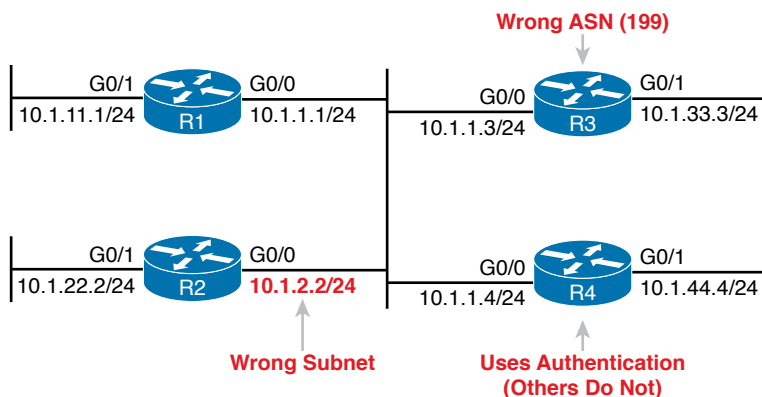 Wrong ASN (199)
G0/1
10.1.11.1/24
R1
G0/0
10.1.1.1/24
G0/0
10.1.1.3/24
R3
G0/1
10.1.33.3/24
G0/1
10.1.22.2/24
R2
G0/0
10.1.2.2/24
G0/0
10.1.1.4/24
R4
G0/1
10.1.44.4/24
Wrong Subnet
Uses Authentication
(Others Do Not)